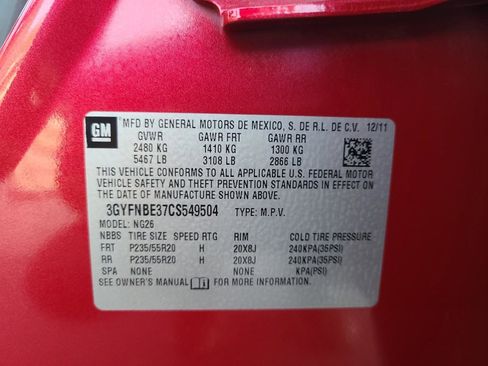 GM
MFD BY GENERAL MOTORS DE MEXICO, S. DE R.L. DE C.V. 12/11
GVWR GAWR FRT GAWR RR
2480 KG 1410 KG 1300 KG
5467 LB 3108 LB 2866 LB
THIS VEHICLE CONFORMS TO ALL APPLICABLE U.S. FEDERAL MOTOR
VEHICLE SAFETY AND THEFT PREVENTION STANDARDS IN EFFECT ON
THE DATE OF MANUFACTURE SHOWN ABOVE.
3GYFNBE37CS549504 TYPE: M.P.V.
MODEL: NG26
NBBS TIRE SIZE SPEED RTG RIM COLD TIRE PRESSURE
FRT P235/55R20 H 20X8J 240KPA(35PSI)
RR P235/55R20 H 20X8J 240KPA(35PSI)
SPA NONE NONE KPA(PSI)
SEE OWNER'S MANUAL FOR MORE INFORMATION